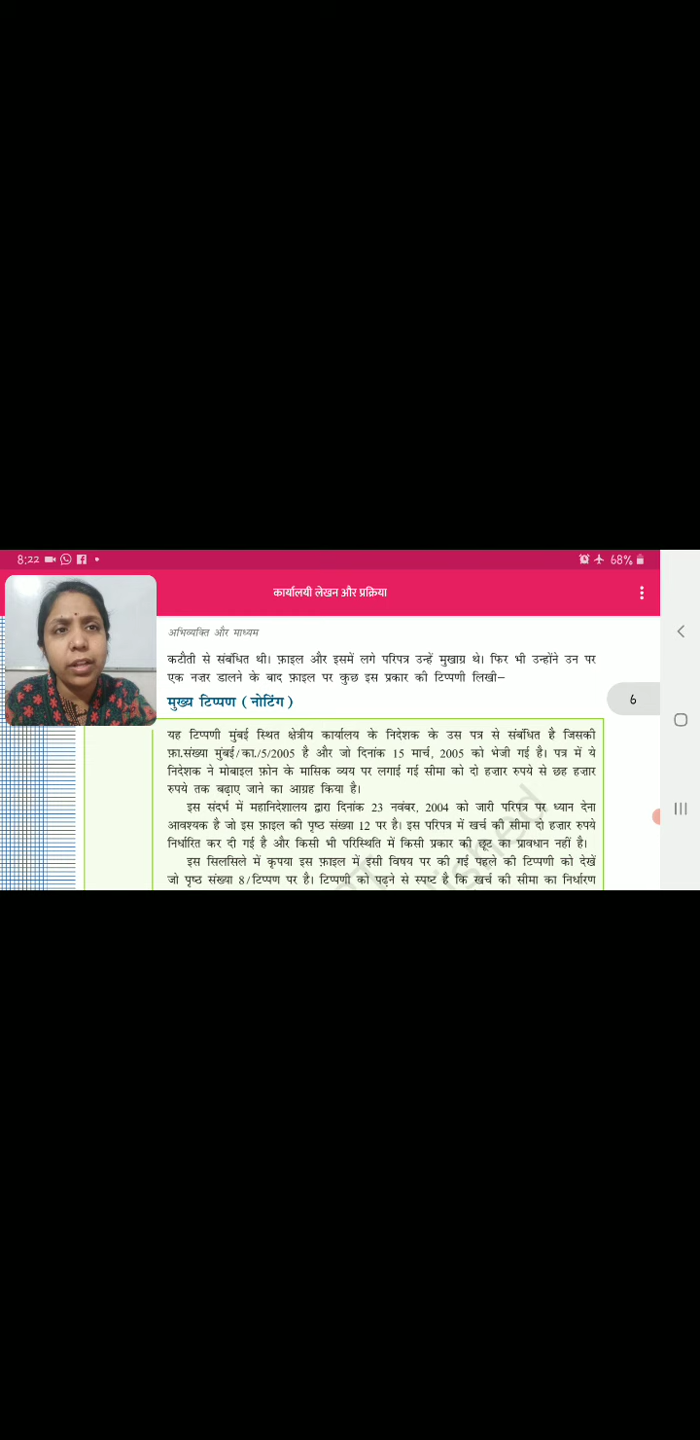 8:22
68%
कार्यालयी लेखन और प्रक्रिया
अभिव्यक्ति और माध्यम
कटौती से संबंधित थी। फ़ाइल और इसमें लगे परिपत्र उन्हें मुखाग्र थे। फिर भी उन्होंने उन पर
एक नज़र डालने के बाद फ़ाइल पर कुछ इस प्रकार की टिप्पणी लिखी–
6
मुख्य टिप्पण ( नोटिंग )
यह टिप्पणी मुंबई स्थित क्षेत्रीय कार्यालय के निदेशक के उस पत्र से संबंधित है जिसकी
फ़ा.संख्या मुंबई/का./5/2005 है और जो दिनांक 15 मार्च, 2005 को भेजी गई है। पत्र में ये
निदेशक ने मोबाइल फ़ोन के मासिक व्यय पर लगाई गई सीमा को दो हज़ार रुपये से छह हज़ार
रुपये तक बढ़ाए जाने का आग्रह किया है।
इस संदर्भ में महानिदेशालय द्वारा दिनांक 23 नवंबर, 2004 को जारी परिपत्र पर ध्यान देना
आवश्यक है जो इस फ़ाइल की पृष्ठ संख्या 12 पर है। इस परिपत्र में खर्च की सीमा दो हज़ार रुपये
निर्धारित कर दी गई है और किसी भी परिस्थिति में किसी प्रकार की छूट का प्रावधान नहीं है।
इस सिलसिले में कृपया इस फ़ाइल में इसी विषय पर की गई पहले की टिप्पणी को देखें
जो पृष्ठ संख्या 8/टिप्पण पर है। टिप्पणी को पढ़ने से स्पष्ट है कि खर्च की सीमा का निर्धारण